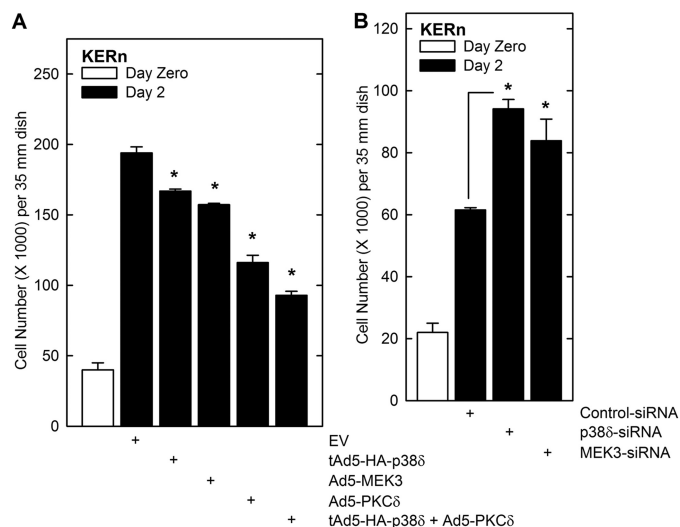 A
KERn
Day Zero
Day 2
Cell Number (X 1000) per 35 mm dish
250
200
150
100
50
0
*
*
*
*
+ EV
+ tAd5-HA-p38δ
+ Ad5-MEK3
+ Ad5-PKCδ
+ tAd5-HA-p38δ + Ad5-PKCδ
B
KERn
Day Zero
Day 2
Cell Number (X 1000) per 35 mm dish
120
100
80
60
40
20
0
*
*
+ Control-siRNA
+ p38δ-siRNA
+ MEK3-siRNA